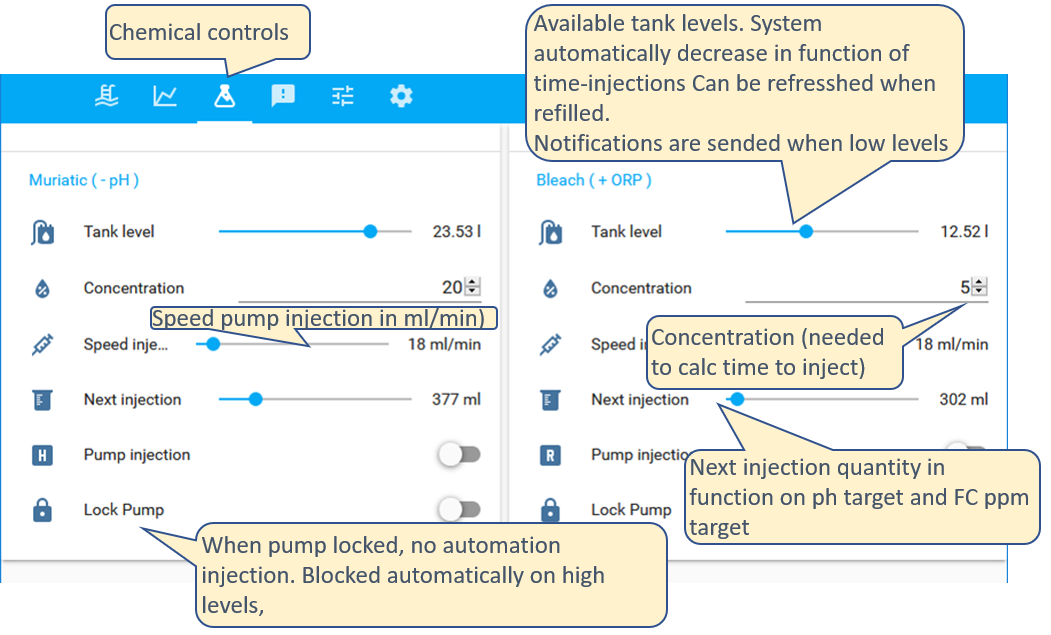 Chemical controls
Available tank levels. System
automatically decrease in function of
time-injections Can be refresshed when
refilled.
Notifications are sended when low levels
Muriatic ( - pH )
Tank level
23.53 l
Concentration
20
Speed pump injection in ml/min)
Speed inje...
18 ml/min
Next injection
377 ml
H
Pump injection
Lock Pump
When pump locked, no automation
injection. Blocked automatically on high
levels,
Bleach ( + ORP )
Tank level
12.52 l
Concentration
5
Concentration (needed
to calc time to inject)
Speed
18 ml/min
Next injection
302 ml
R
Pump injectio
Next injection quantity in
function on ph target and FC ppm
target
Lock Pump